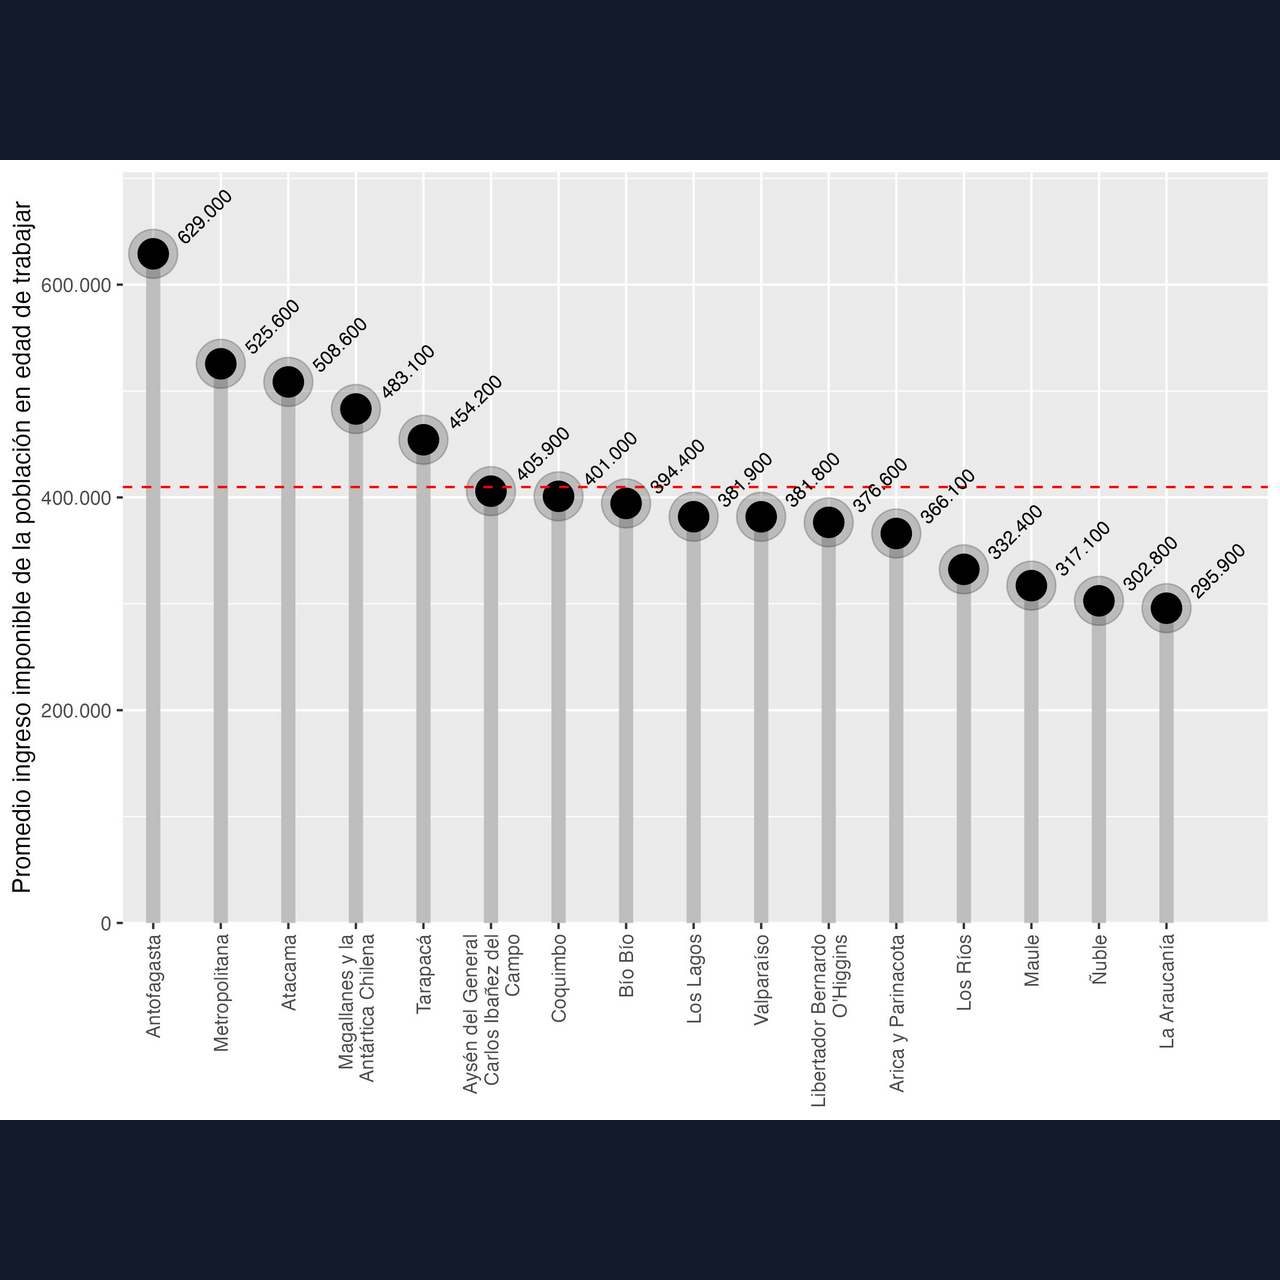 Promedio ingreso imponible de la población en edad de trabajar
600.000
400.000
200.000
0
629.000
525.600
508.600
483.100
454.200
405.900
401.000
394.400
381.900
381.800
376.600
366.100
332.400
317.100
302.800
295.900
Antofagasta
Metropolitana
Atacama
Magallanes y la
Antártica Chilena
Tarapacá
Aysén del General
Carlos Ibañez del
Campo
Coquimbo
Bío Bío
Los Lagos
Valparaíso
Libertador Bernardo
O'Higgins
Arica y Parinacota
Los Ríos
Maule
Ñuble
La Araucanía